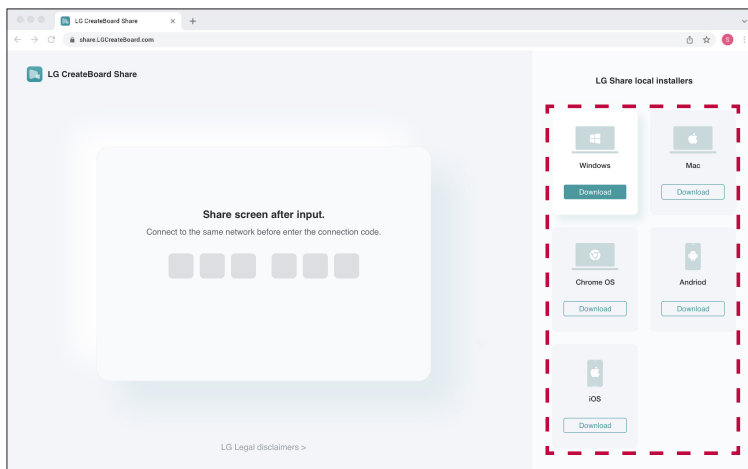 LG CreateBoard Share
share.LGCreateBoard.com
S
LG CreateBoard Share
LG Share local installers
Windows
Download
Mac
Download
Share screen after input.
Connect to the same network before enter the connection code.
Chrome OS
Download
Andriod
Download
iOS
Download
LG Legal disclaimers >